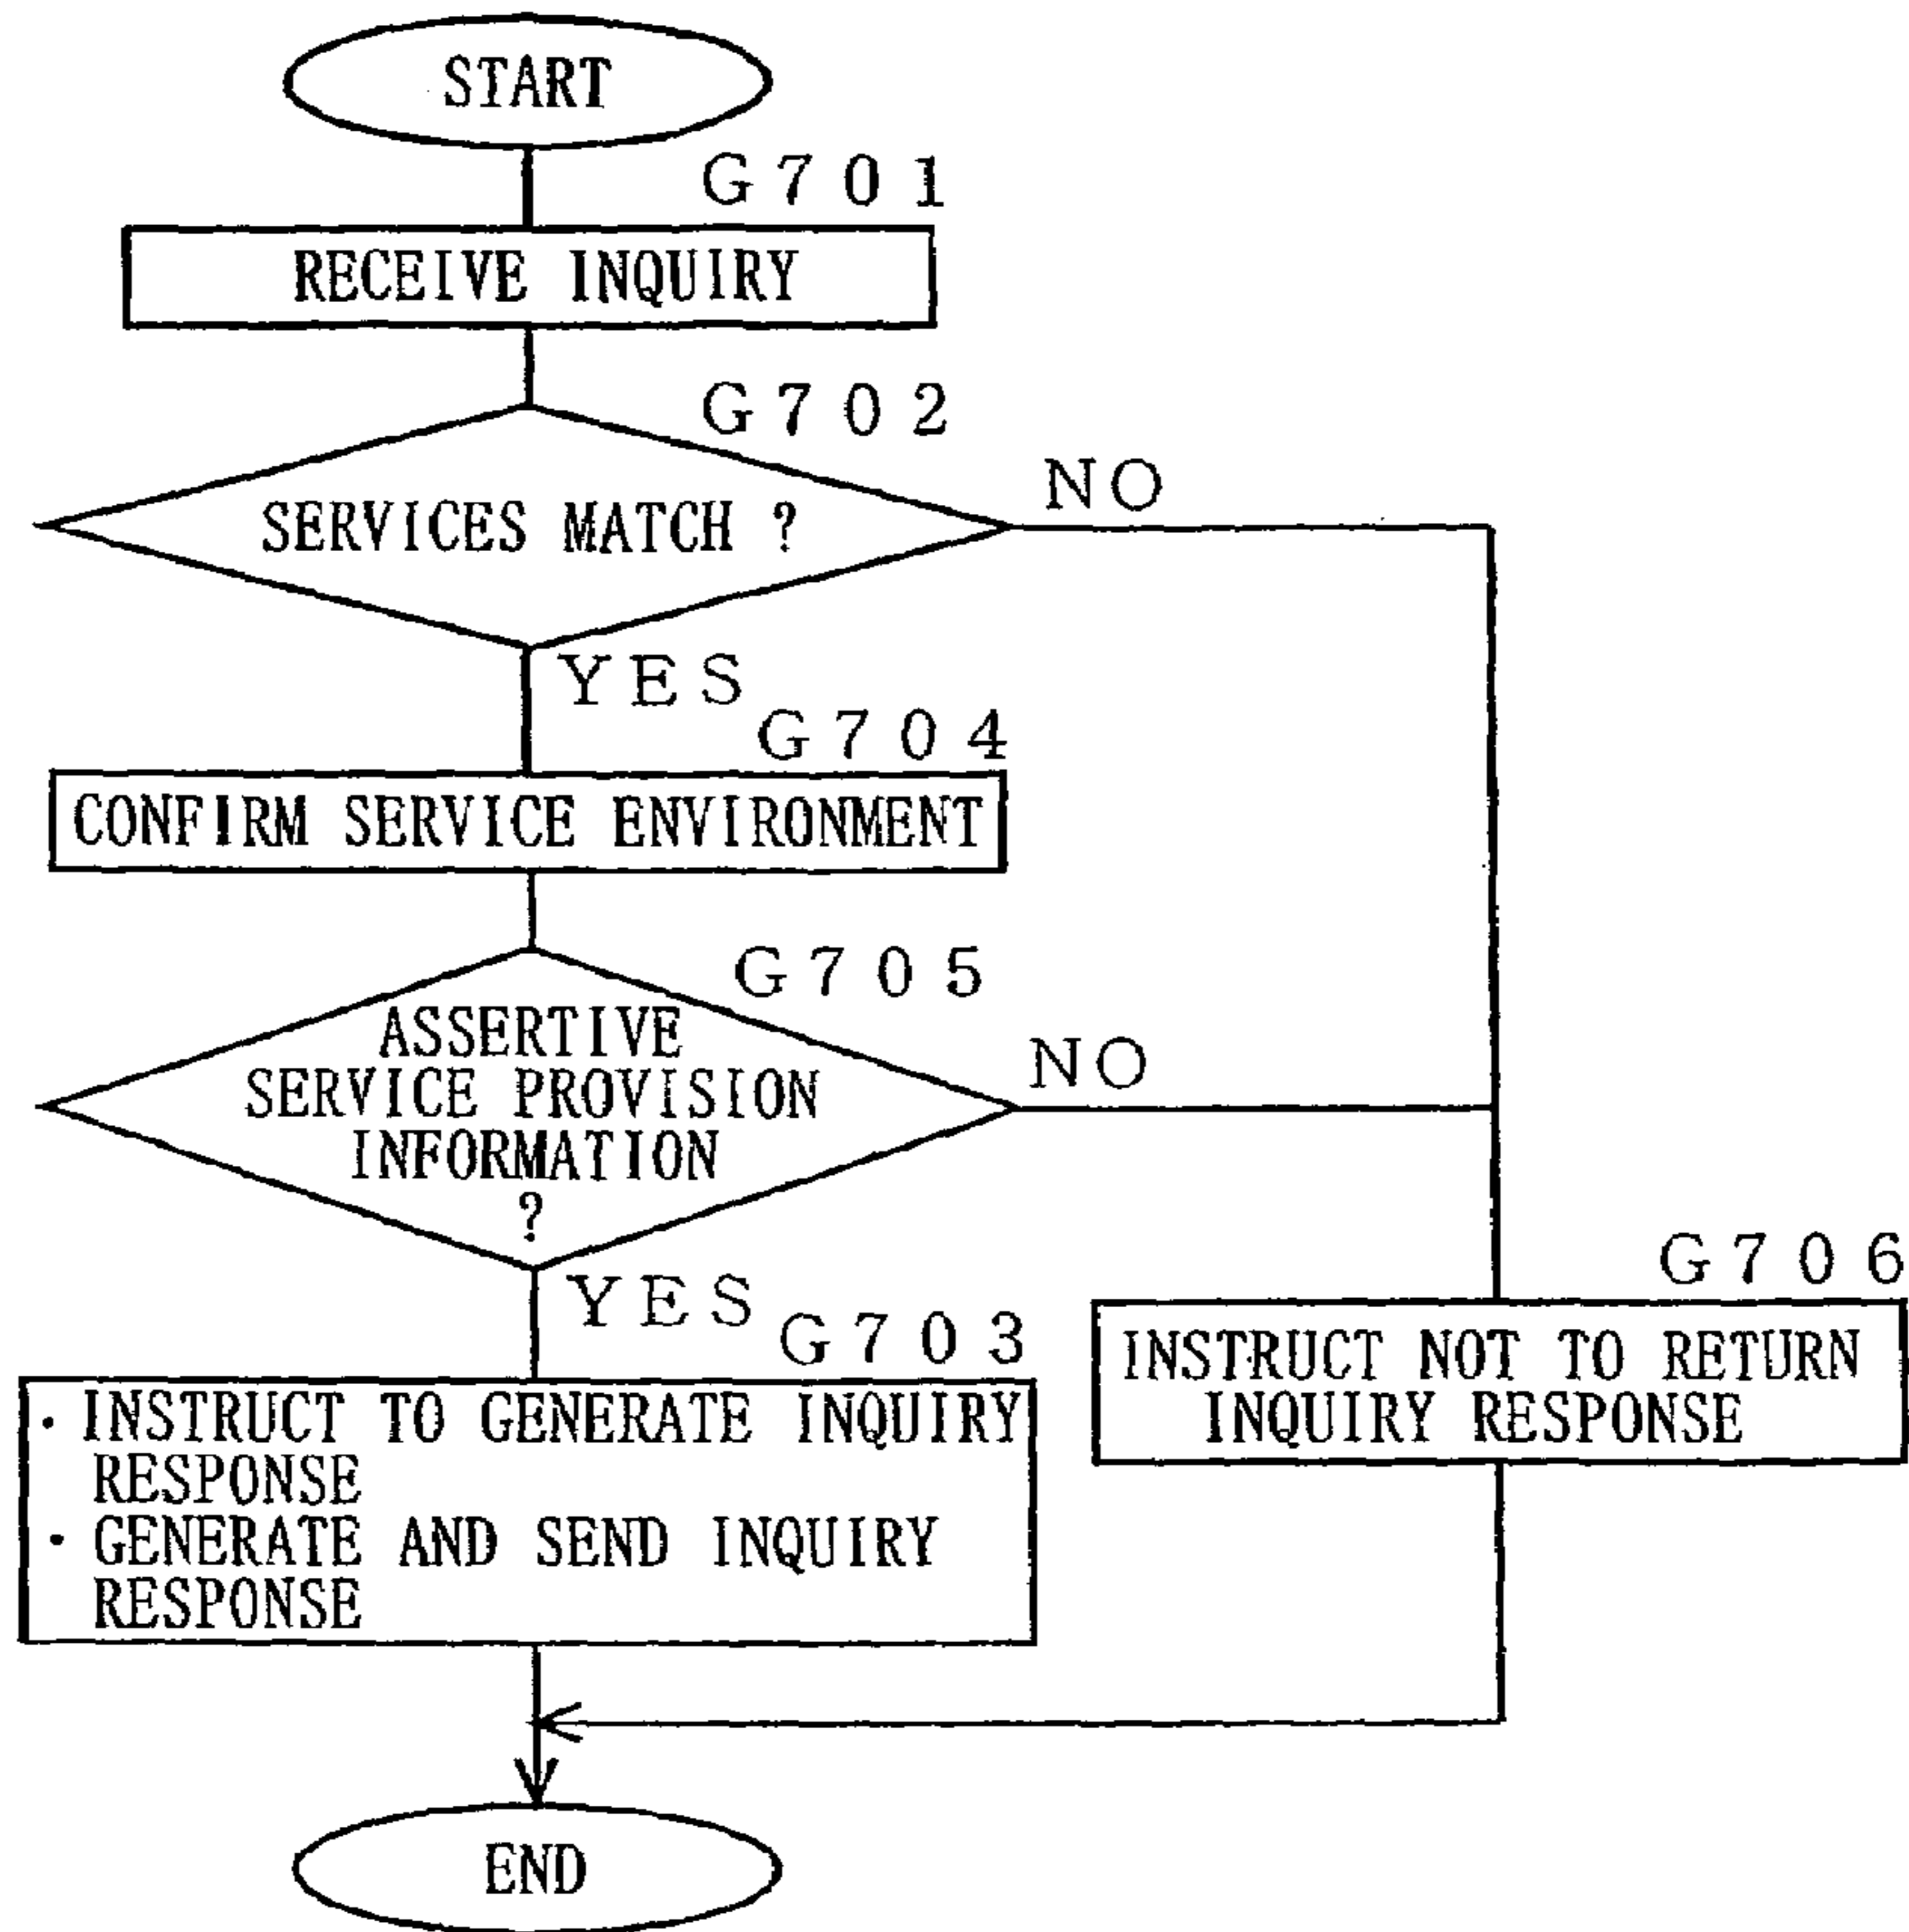 START
G701
RECEIVE INQUIRY
G702
SERVICES MATCH ?
NO
YES
G704
CONFIRM SERVICE ENVIRONMENT
G705
ASSERTIVE
SERVICE PROVISION
INFORMATION
?
NO
YES
G703
· INSTRUCT TO GENERATE INQUIRY
RESPONSE
· GENERATE AND SEND INQUIRY
RESPONSE
G706
INSTRUCT NOT TO RETURN
INQUIRY RESPONSE
END